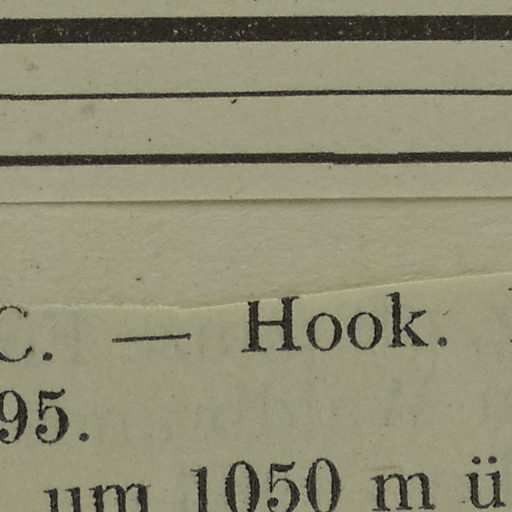 C. — Hook.
95.
um 1050 m ü